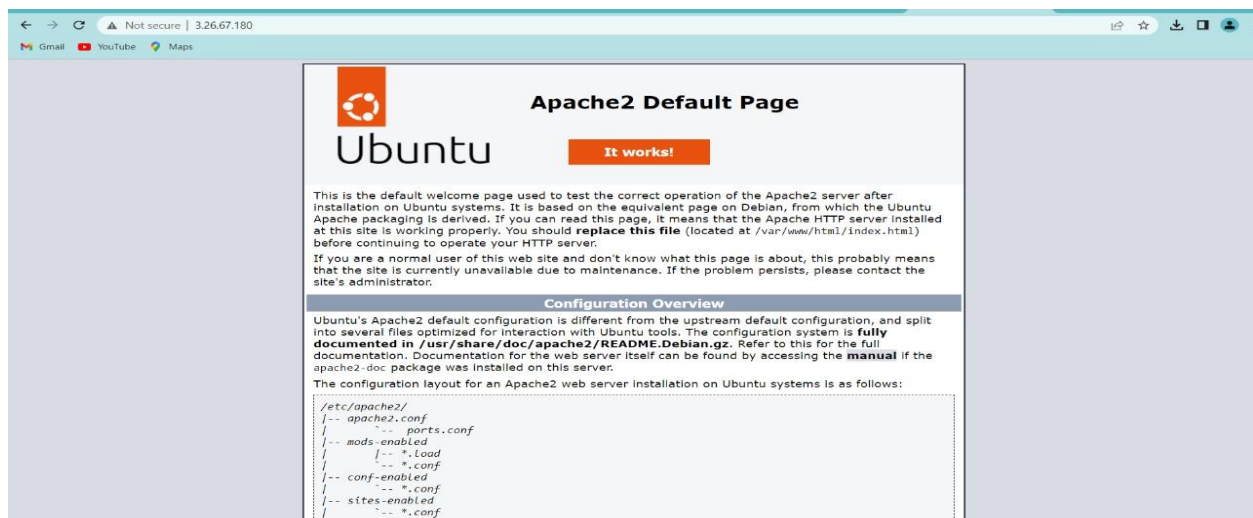 Not secure | 3.26.67.180
Gmail YouTube Maps
Apache2 Default Page
Ubuntu
It works!
This is the default welcome page used to test the correct operation of the Apache2 server after
installation on Ubuntu systems. It is based on the equivalent page on Debian, from which the Ubuntu
Apache packaging is derived. If you can read this page, it means that the Apache HTTP server installed
at this site is working properly. You should replace this file (located at /var/www/html/index.html)
before continuing to operate your HTTP server.
If you are a normal user of this web site and don't know what this page is about, this probably means
that the site is currently unavailable due to maintenance. If the problem persists, please contact the
site's administrator.
Configuration Overview
Ubuntu's Apache2 default configuration is different from the upstream default configuration, and split
into several files optimized for interaction with Ubuntu tools. The configuration system is fully
documented in /usr/share/doc/apache2/README.Debian.gz. Refer to this for the full
documentation. Documentation for the web server itself can be found by accessing the manual if the
apache2-doc package was installed on this server.
The configuration layout for an Apache2 web server installation on Ubuntu systems is as follows:
/etc/apache2/
|-- apache2.conf
|       `--  ports.conf
|-- mods-enabled
|       |-- *.load
|       `-- *.conf
|-- conf-enabled
|       `-- *.conf
|-- sites-enabled
|       `-- *.conf